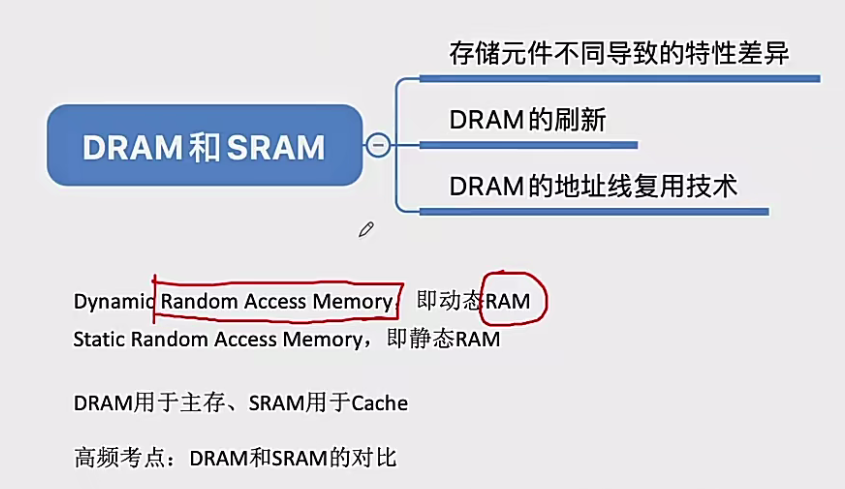 DRAM和SRAM
存储元件不同导致的特性差异
DRAM的刷新
DRAM的地址线复用技术
Dynamic Random Access Memory，即动态RAM
Static Random Access Memory，即静态RAM
DRAM用于主存、SRAM用于Cache
高频考点：DRAM和SRAM的对比